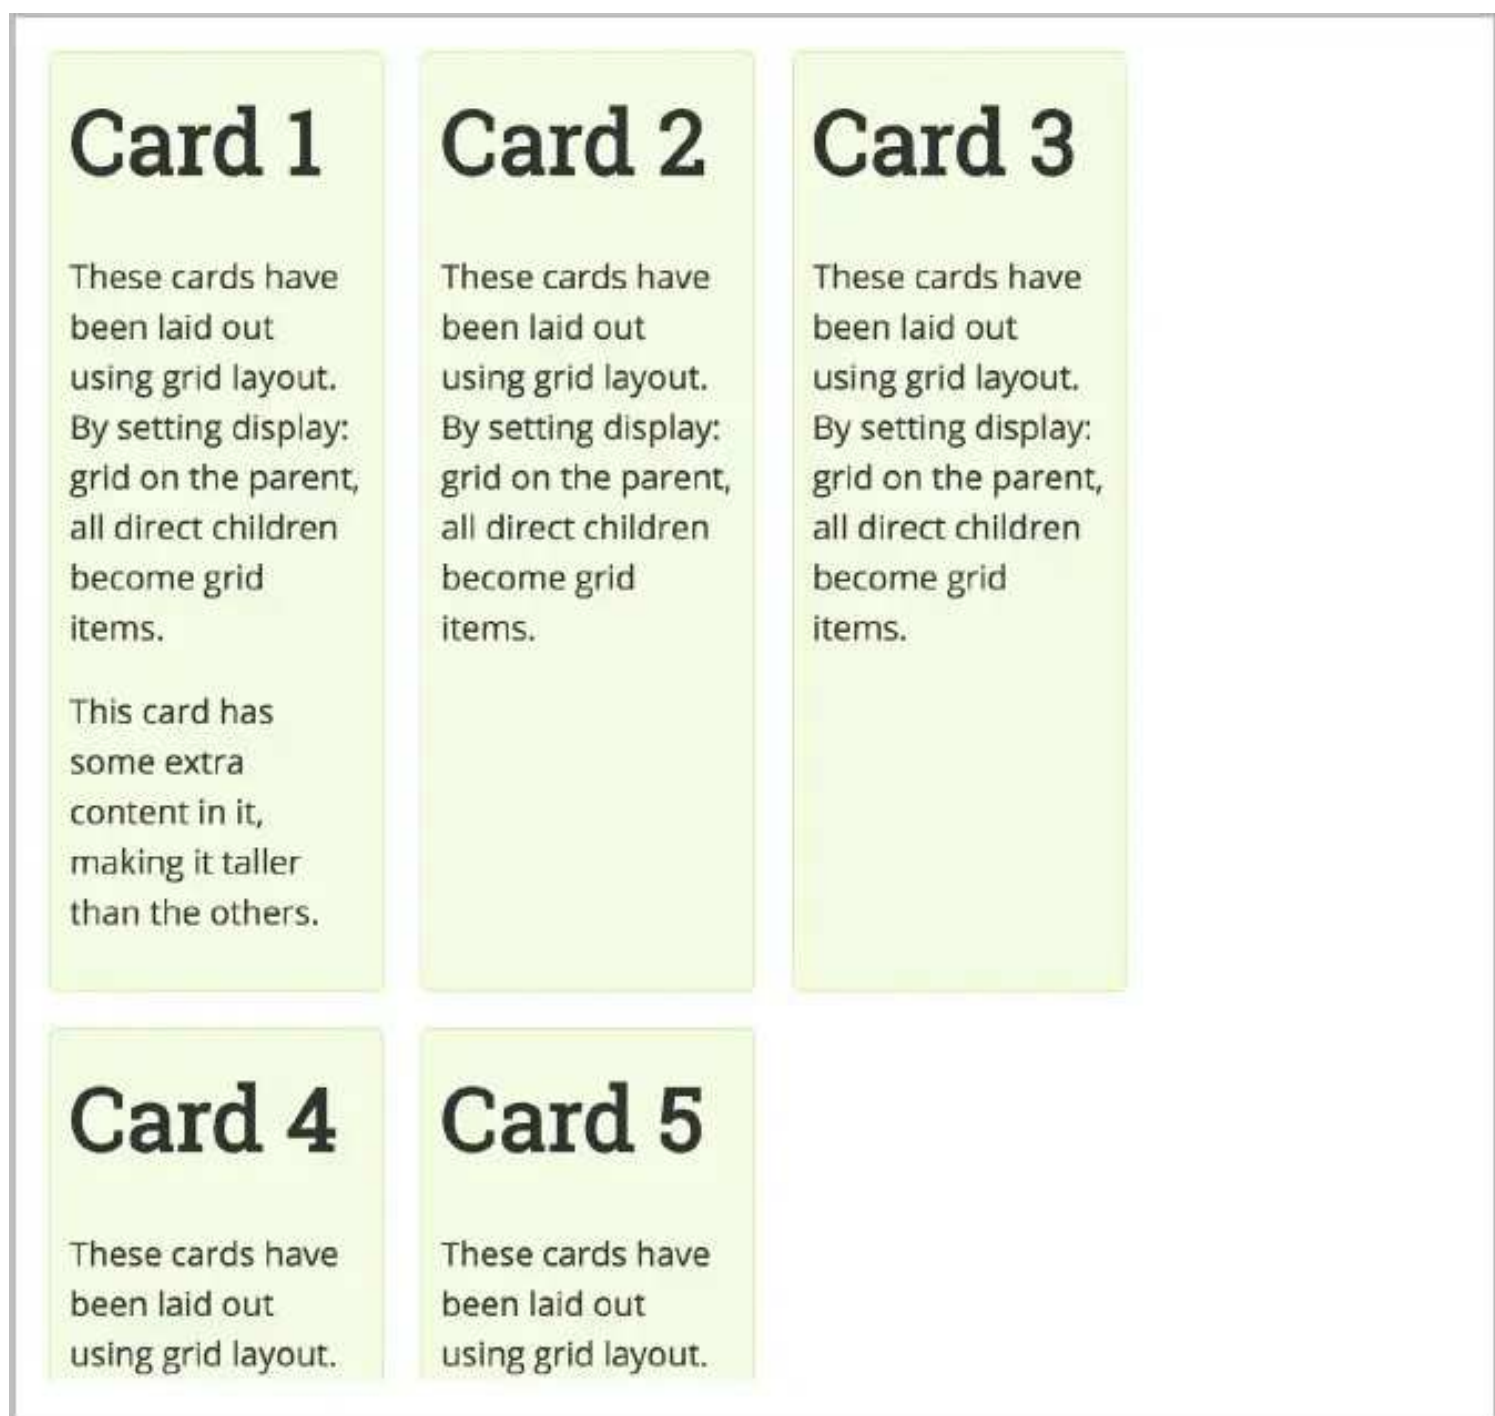 Card 1
These cards have
been laid out
using grid layout.
By setting display:
grid on the parent,
all direct children
become grid
items.
This card has
some extra
content in it,
making it taller
than the others.
Card 2
These cards have
been laid out
using grid layout.
By setting display:
grid on the parent,
all direct children
become grid
items.
Card 3
These cards have
been laid out
using grid layout.
By setting display:
grid on the parent,
all direct children
become grid
items.
Card 4
These cards have
been laid out
using grid layout.
Card 5
These cards have
been laid out
using grid layout.